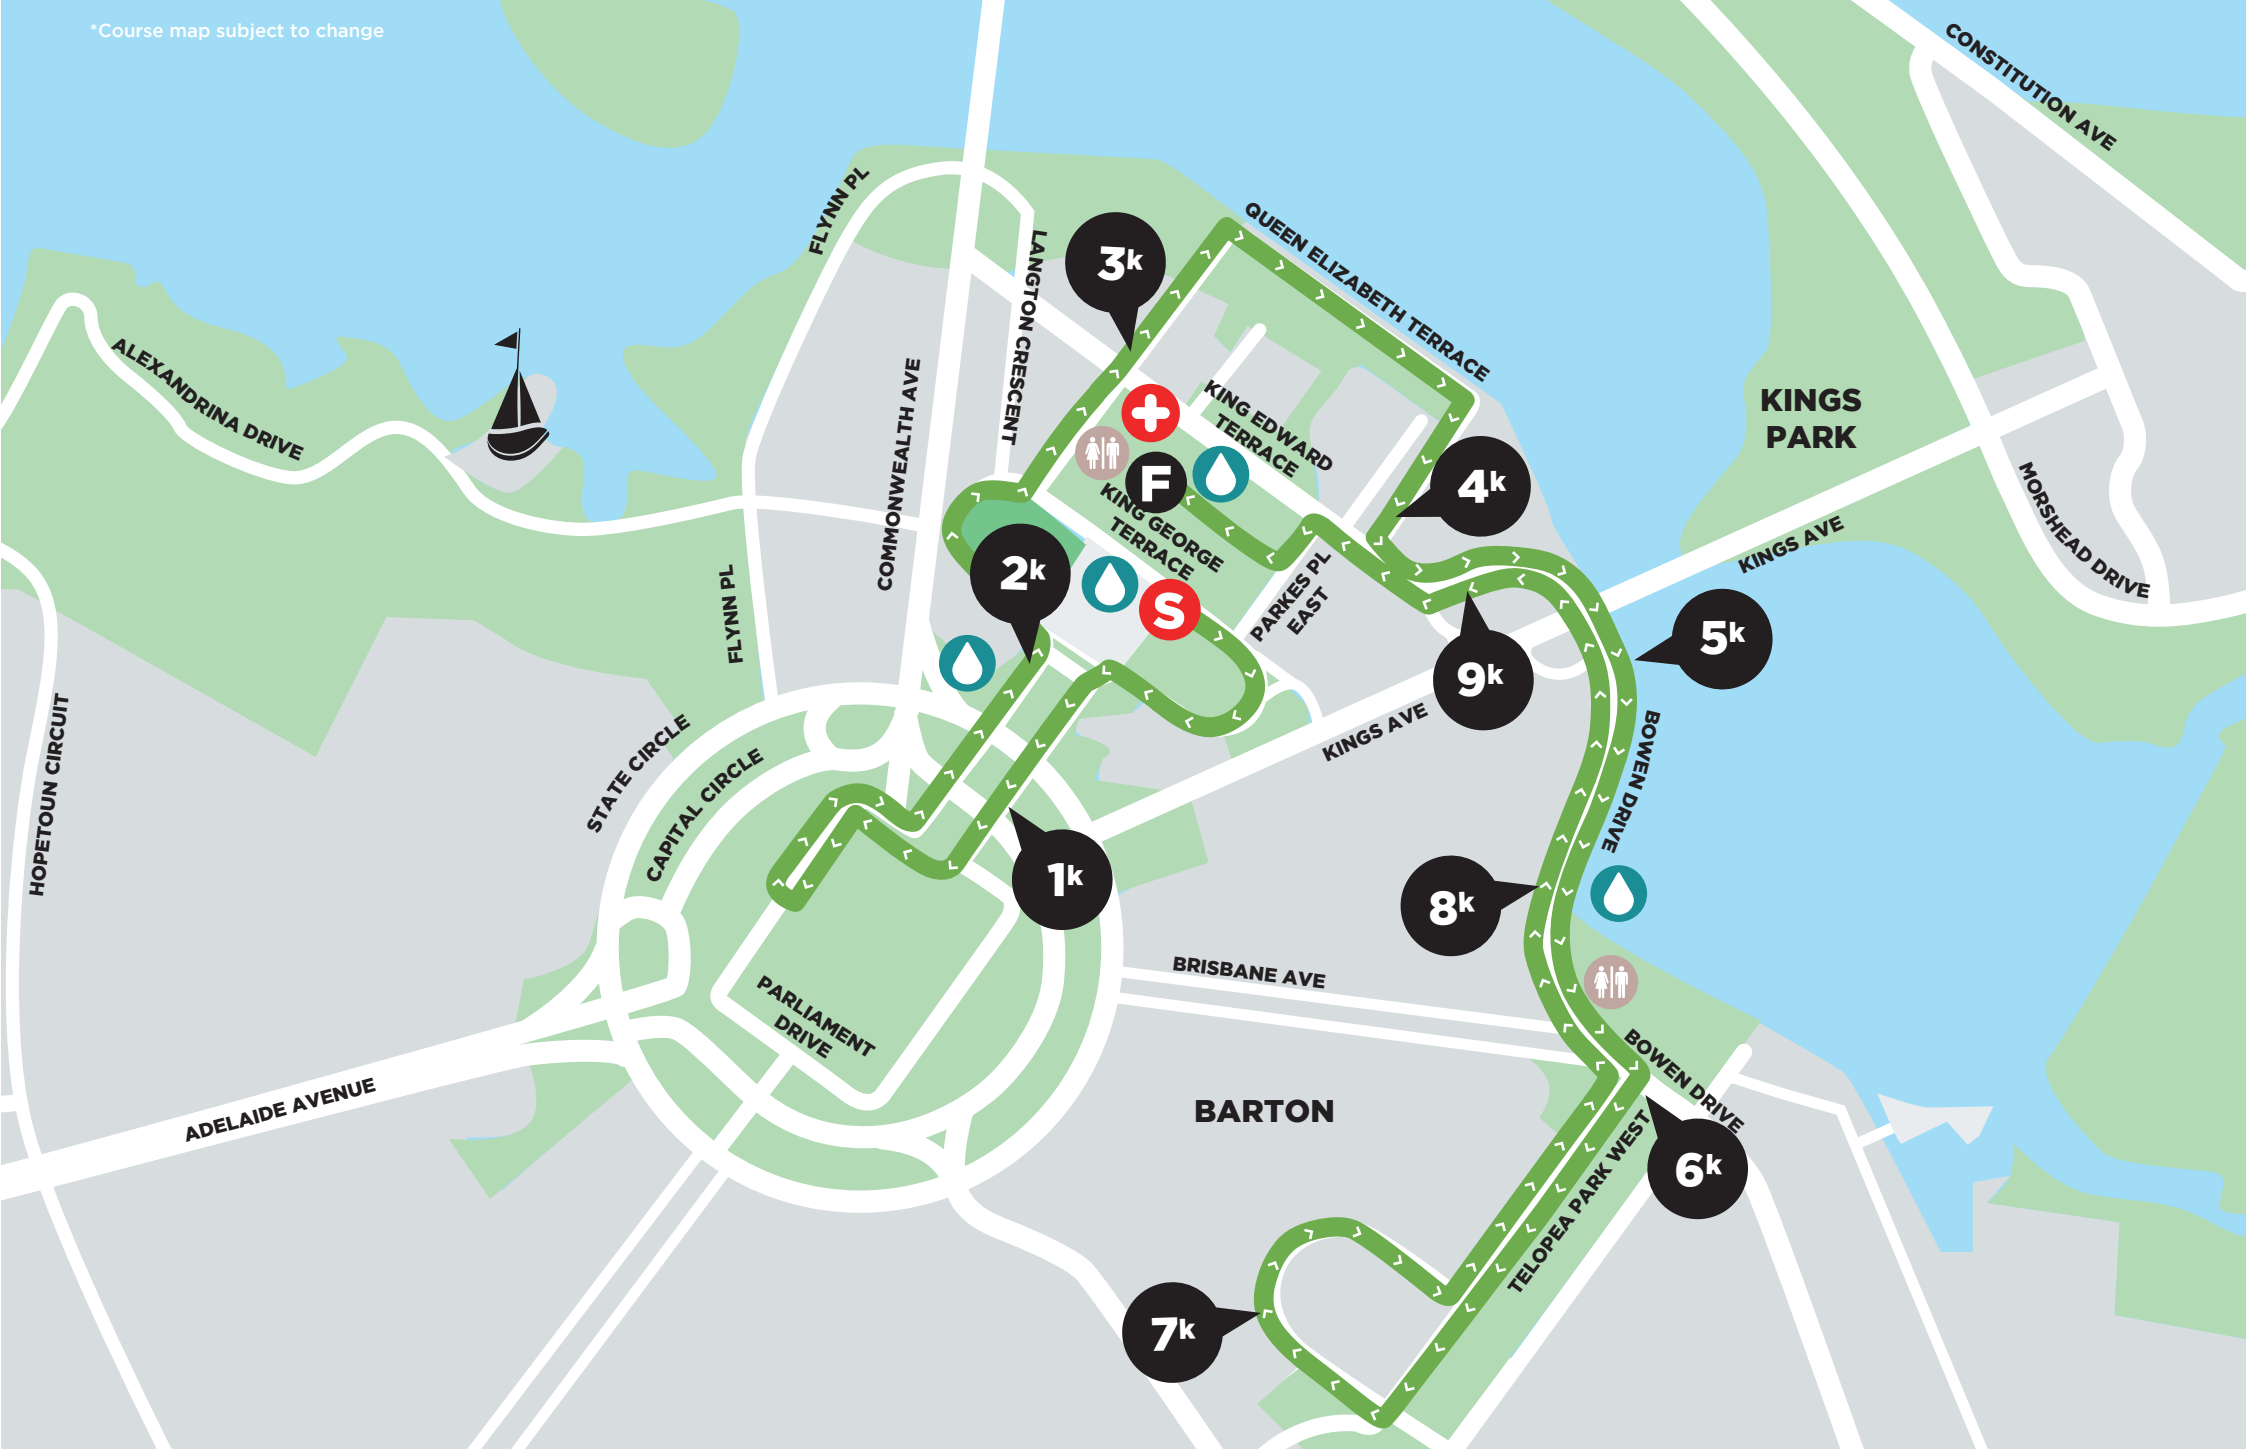 *Course map subject to change
CONSTITUTION AVE
FLYNN PL
QUEEN ELIZABETH TERRACE
LANGTON CRESCENT
3k
ALEXANDRINA DRIVE
COMMONWEALTH AVE
KING EDWARD
TERRACE
KINGS
PARK
4k
F
KING GEORGE
TERRACE
MORSHEAD DRIVE
KINGS AVE
2k
S
PARKES PL
EAST
FLYNN PL
5k
9k
HOPETOUN CIRCUIT
STATE CIRCLE
CAPITAL CIRCLE
KINGS AVE
BOWEN DRIVE
1k
8k
BRISBANE AVE
PARLIAMENT
DRIVE
BOWEN DRIVE
ADELAIDE AVENUE
BARTON
TELOPEA PARK WEST
6k
7k